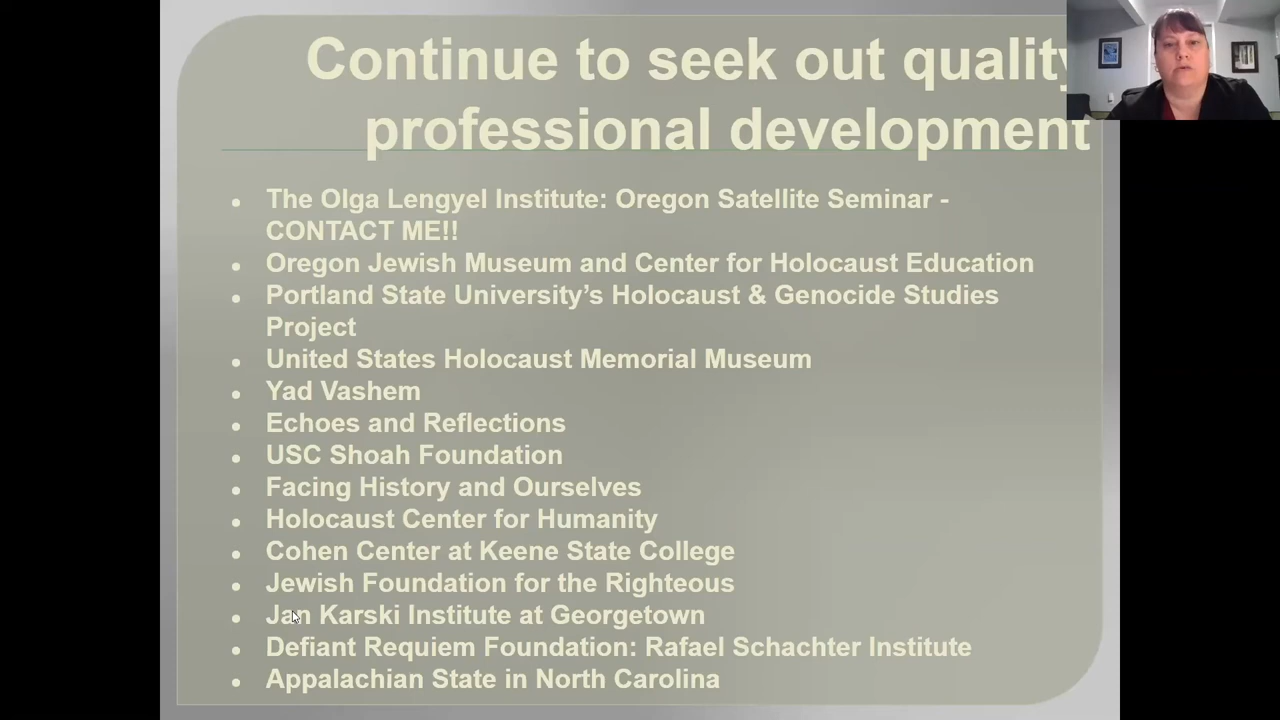 Continue to seek out quality
professional development
• The Olga Lengyel Institute: Oregon Satellite Seminar -
CONTACT ME!!
• Oregon Jewish Museum and Center for Holocaust Education
• Portland State University’s Holocaust & Genocide Studies
Project
• United States Holocaust Memorial Museum
• Yad Vashem
• Echoes and Reflections
• USC Shoah Foundation
• Facing History and Ourselves
• Holocaust Center for Humanity
• Cohen Center at Keene State College
• Jewish Foundation for the Righteous
• Jan Karski Institute at Georgetown
• Defiant Requiem Foundation: Rafael Schachter Institute
• Appalachian State in North Carolina